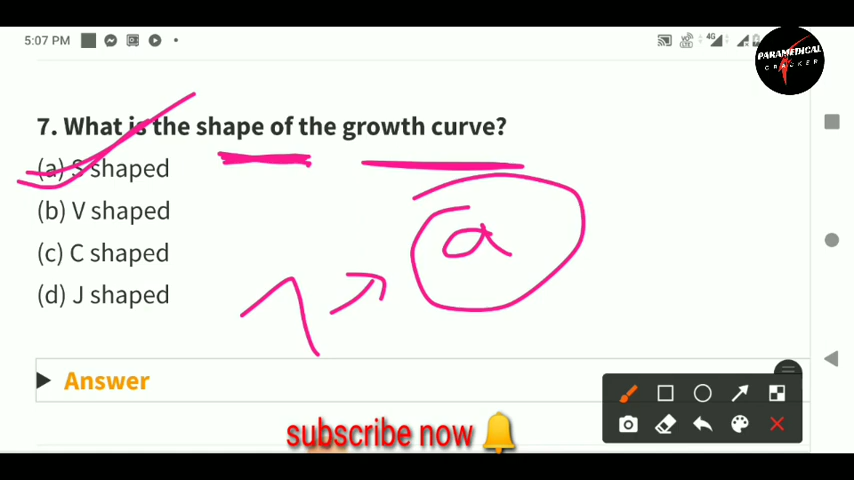 5:07 PM
4G
PARAMEDICAL
CRACKER
7. What is the shape of the growth curve?
(a) S shaped
(b) V shaped
a
(c) C shaped
(d) J shaped
Answer
subscribe now